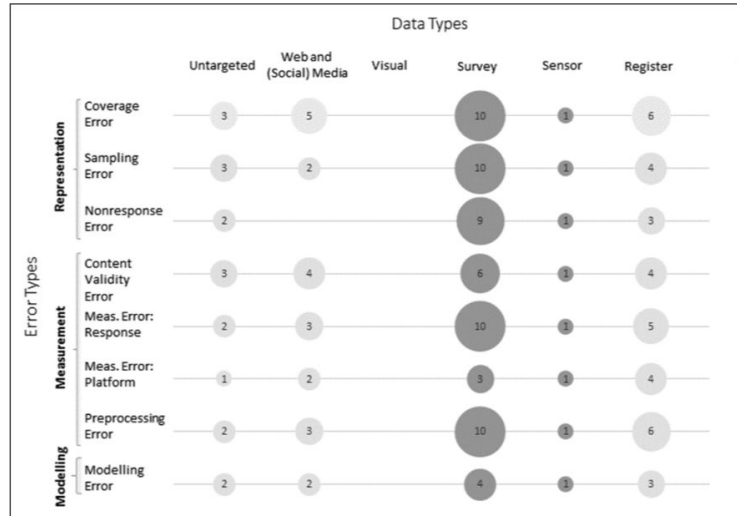 Data Types
Untargeted
Web and
(Social) Media
Visual
Survey
Sensor
Register
Error Types
Representation
Coverage
Error
3
5
10
1
6
Sampling
Error
3
2
10
1
4
Nonresponse
Error
2
9
1
3
Measurement
Content
Validity
Error
3
4
6
1
4
Meas. Error:
Response
2
3
10
1
5
Meas. Error:
Platform
1
2
3
1
4
Preprocessing
Error
2
3
10
1
6
Modelling
Modelling
Error
2
2
4
1
3